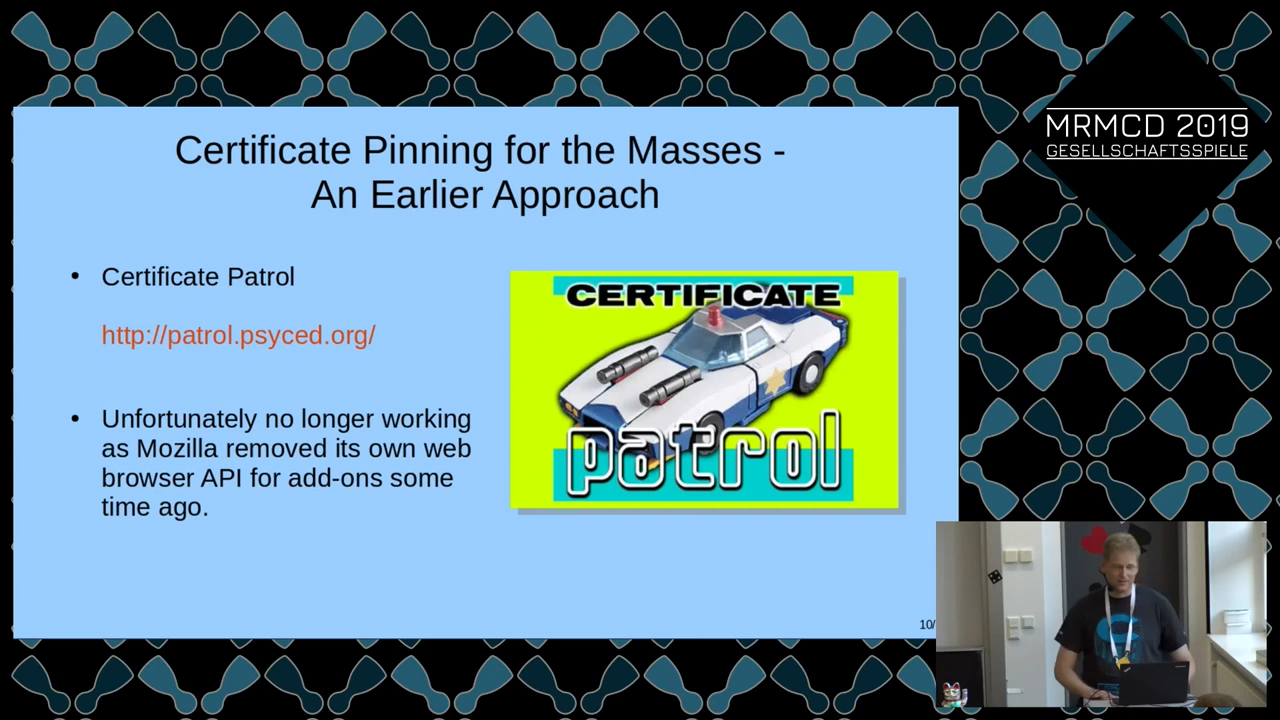 MRMCD 2019
GESELLSCHAFTSSPIELE
Certificate Pinning for the Masses -
An Earlier Approach
• Certificate Patrol
http://patrol.psyced.org/
• Unfortunately no longer working
as Mozilla removed its own web
browser API for add-ons some
time ago.
CERTIFICATE
patrol
10/